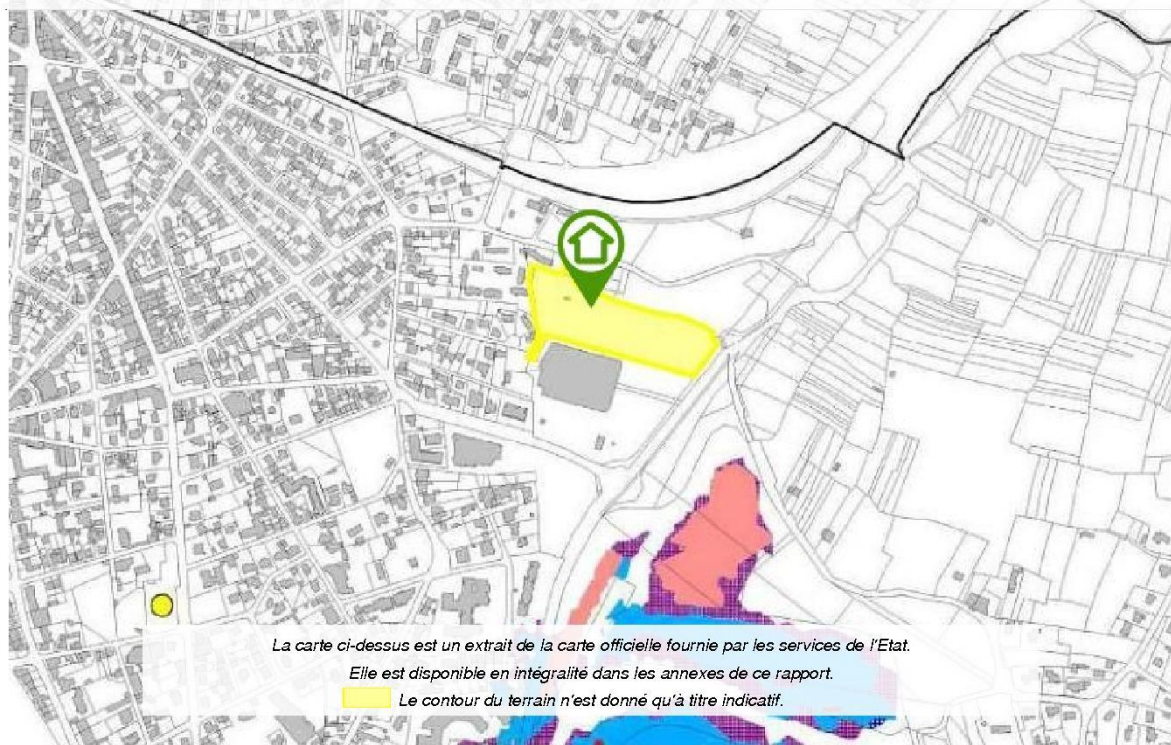 La carte ci-dessus est un extrait de la carte officielle fournie par les services de l'Etat.
Elle est disponible en intégralité dans les annexes de ce rapport.
Le contour du terrain n'est donné qu'à titre indicatif.